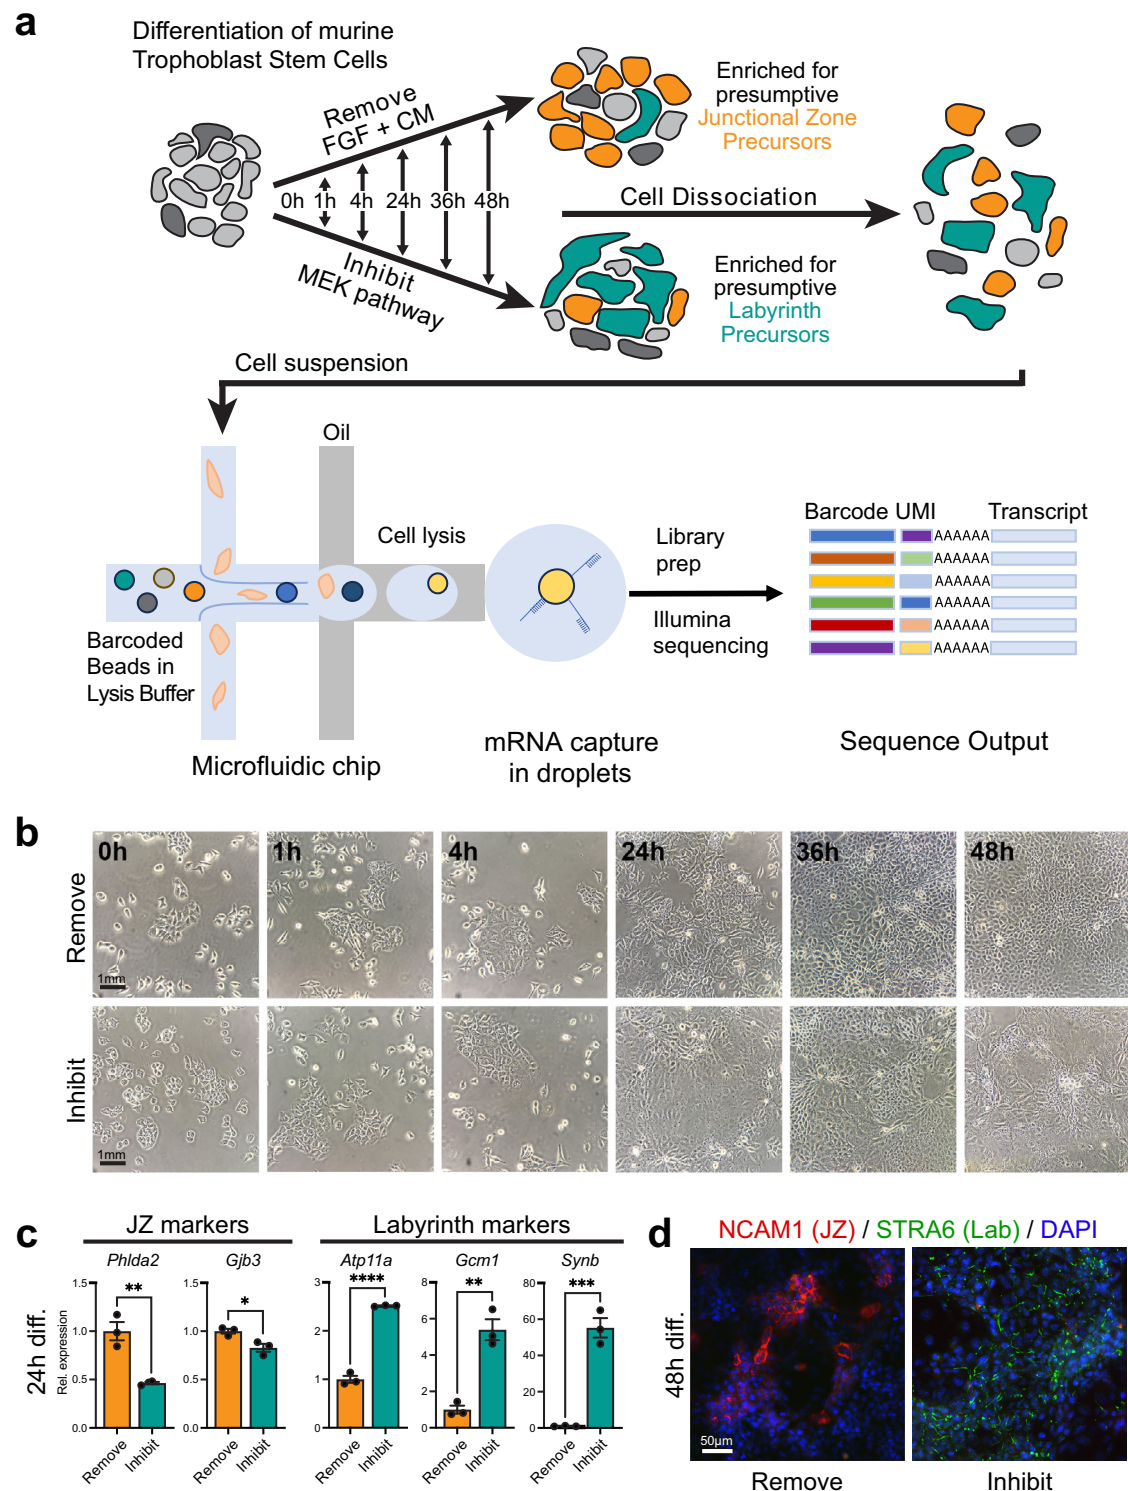 a
Differentiation of murine
Trophoblast Stem Cells
Remove
FGF + CM
0h 1h 4h 24h 36h 48h
Inhibit
MEK pathway
Enriched for
presumptive
Junctional Zone
Precursors
Cell Dissociation
Enriched for
presumptive
Labyrinth
Precursors
Cell suspension
Oil
Cell lysis
Barcoded
Beads in
Lysis Buffer
Microfluidic chip
mRNA capture
in droplets
Library
prep
Illumina
sequencing
Barcode UMI Transcript
AAAAAA
AAAAAA
AAAAAA
AAAAAA
AAAAAA
AAAAAA
Sequence Output
b
0h 1h 4h 24h 36h 48h
Remove
1mm
Inhibit
1mm
c
JZ markers
Labyrinth markers
Phlda2 Gjb3 Atp11a Gcm1 Synb
24h diff.
Rel. expression
1.5 1.0 0.5 0.0
**
Remove Inhibit
1.5 1.0 0.5 0.0
*
Remove Inhibit
3 2 1 0
****
Remove Inhibit
8 6 4 2 0
**
Remove Inhibit
80 60 40 20 0
***
Remove Inhibit
d
NCAM1 (JZ) / STRA6 (Lab) / DAPI
48h diff.
50µm
Remove Inhibit